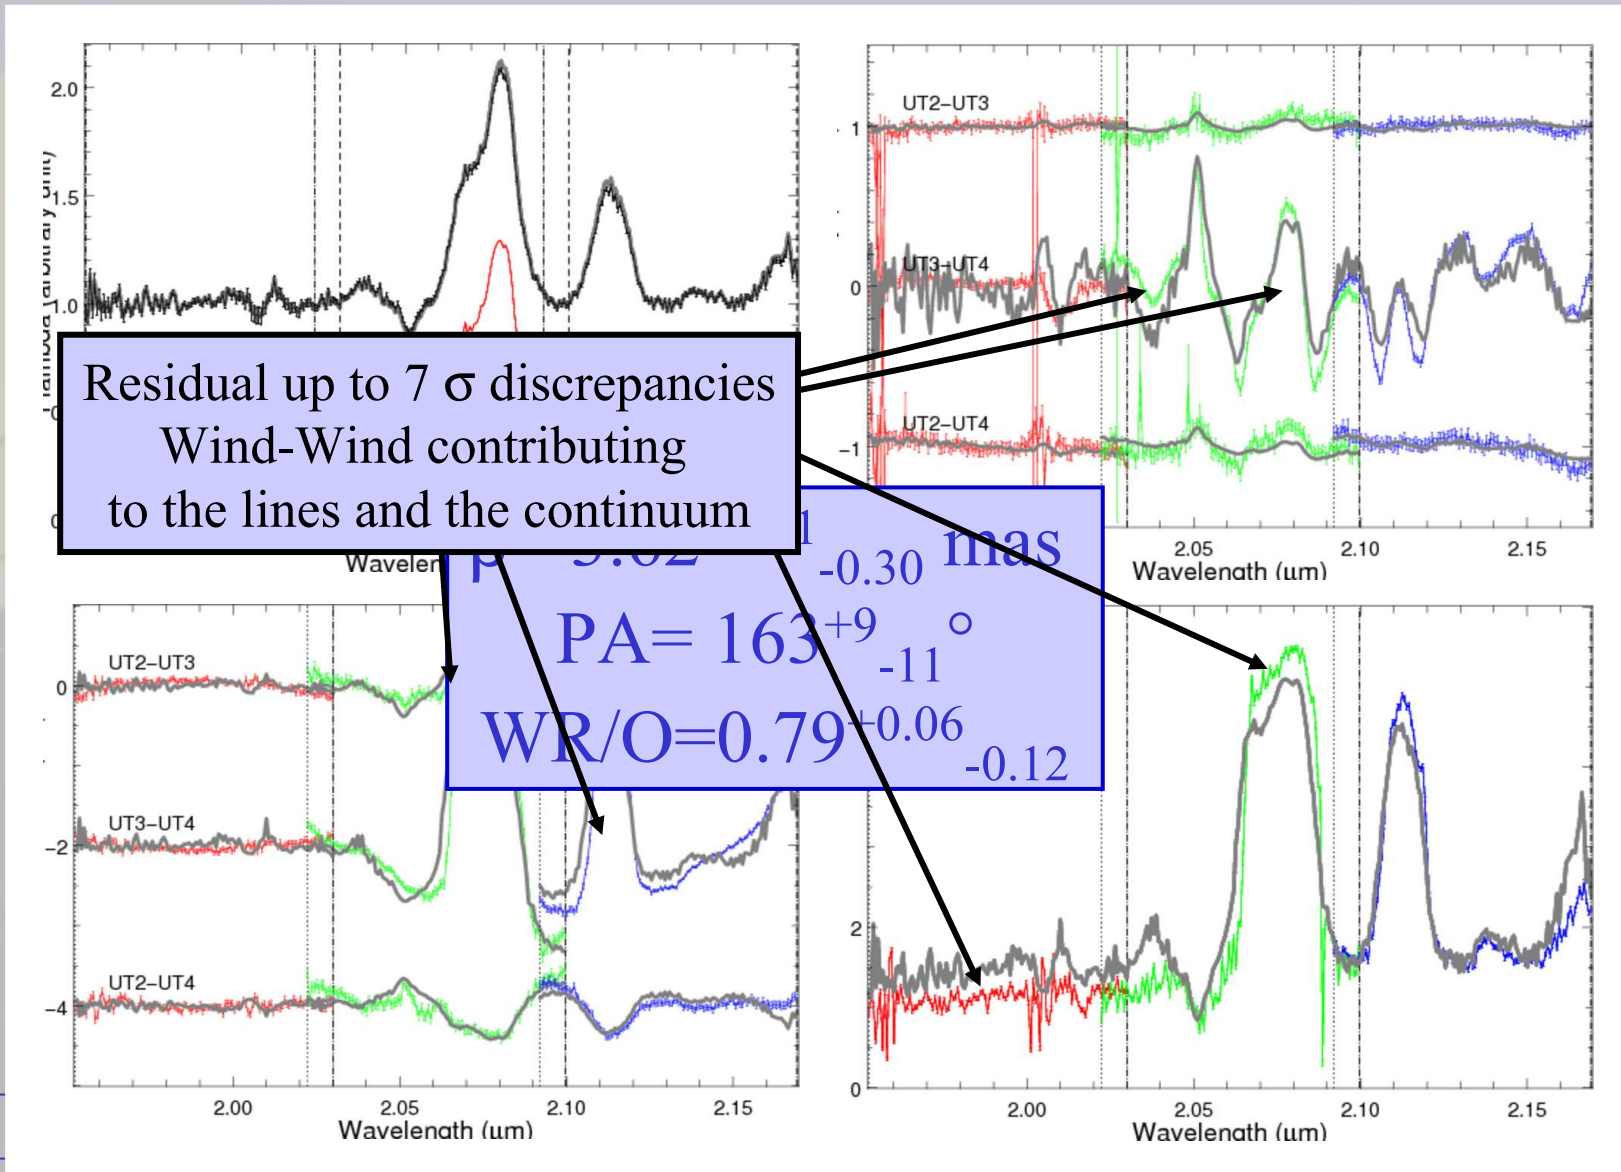 2.0
1.5
1.0
UT2-UT3
1
UT3-UT4
0
UT2-UT4
-1
2.05 2.10 2.15
Wavelength (μm)
Residual up to 7 σ discrepancies
Wind-Wind contributing
to the lines and the continuum
-0.30 mas
PA= 163+9 -11 °
WR/O=0.79+0.06 -0.12
UT2-UT3
0
UT3-UT4
-2
UT2-UT4
-4
2.00 2.05 2.10 2.15
Wavelength (μm)
2
0
2.00 2.05 2.10 2.15
Wavelength (μm)